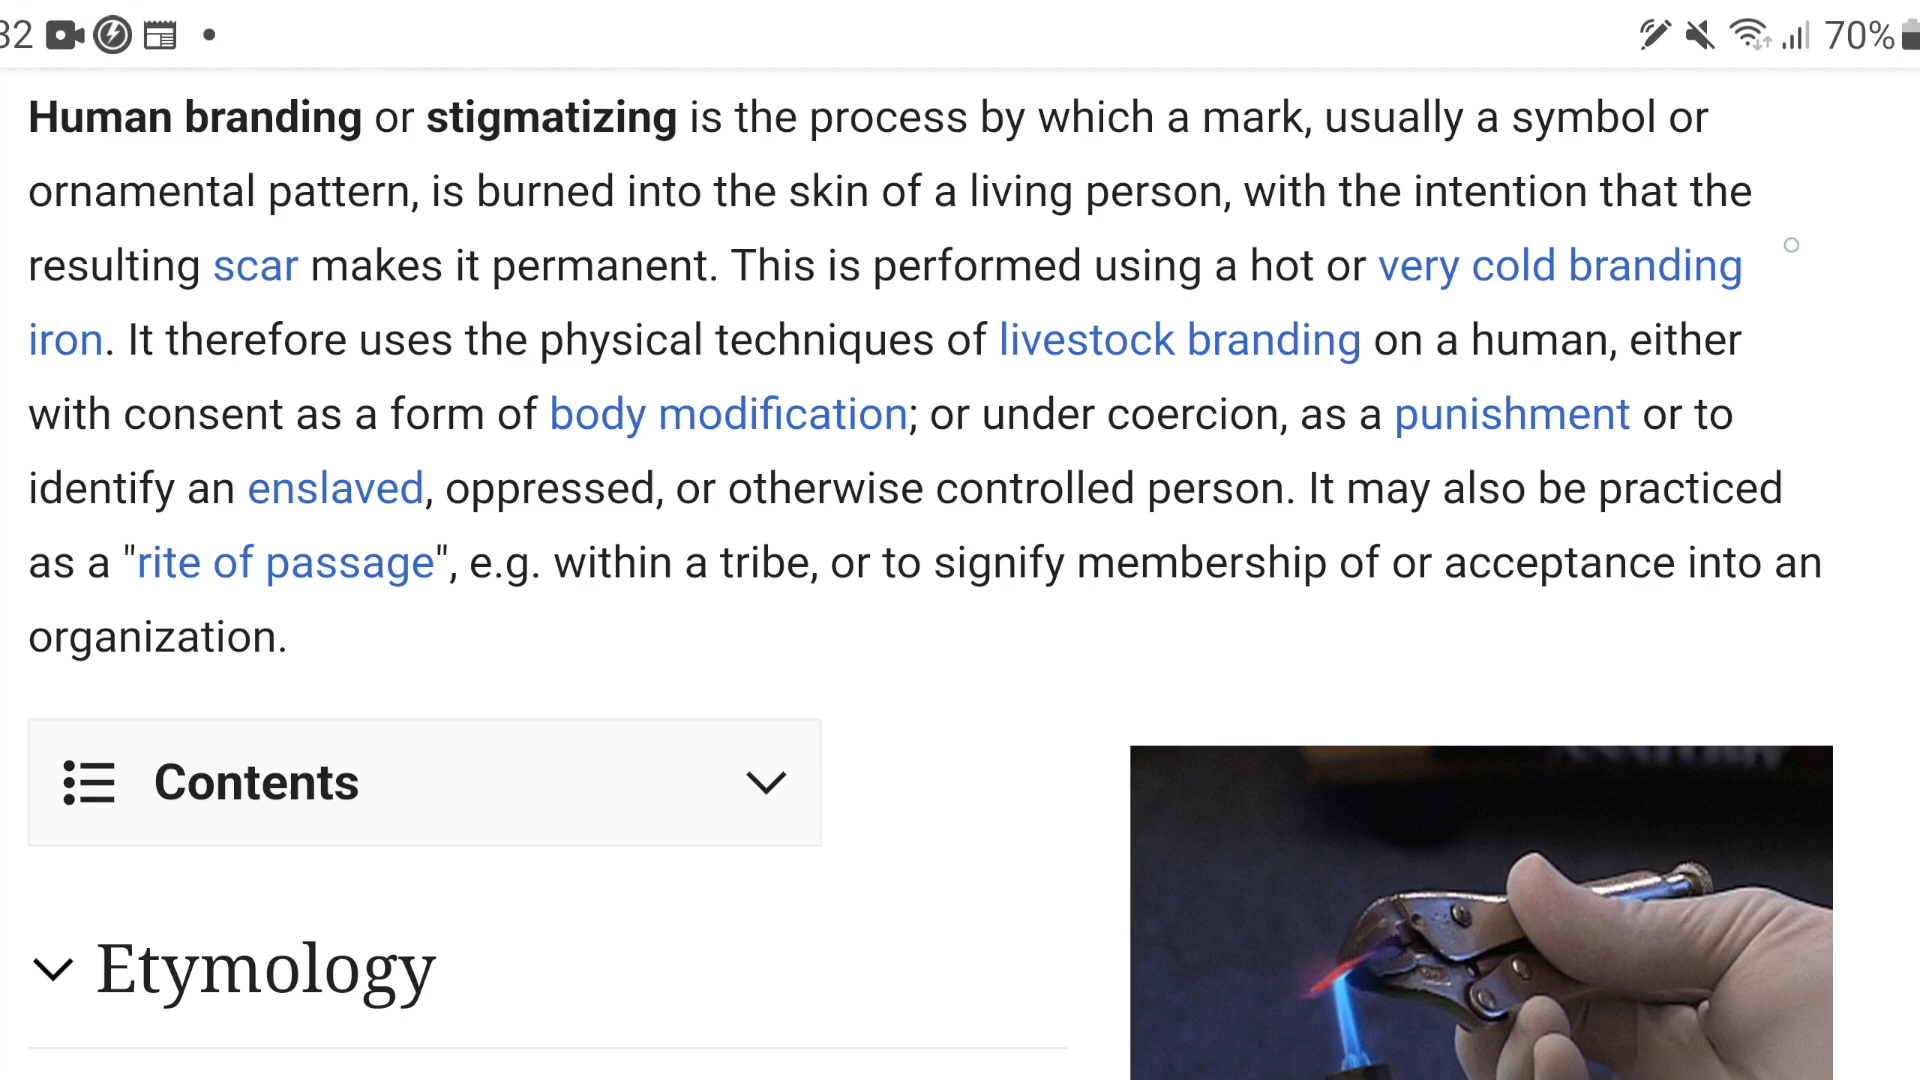 32 70%
Human branding or stigmatizing is the process by which a mark, usually a symbol or
ornamental pattern, is burned into the skin of a living person, with the intention that the
resulting scar makes it permanent. This is performed using a hot or very cold branding
iron. It therefore uses the physical techniques of livestock branding on a human, either
with consent as a form of body modification; or under coercion, as a punishment or to
identify an enslaved, oppressed, or otherwise controlled person. It may also be practiced
as a "rite of passage", e.g. within a tribe, or to signify membership of or acceptance into an
organization.
Contents
Etymology